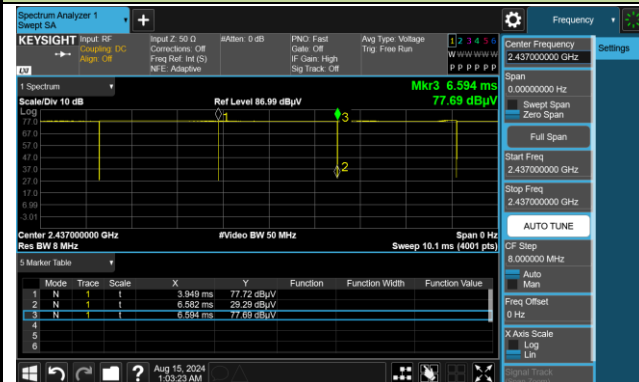 Spectrum Analyzer 1
Swept SA
+
Frequency
KEYSIGHT Input: RF
Coupling: DC
Align: Off
LXI
Input Z: 50 Ω
Corrections: Off
Freq Ref: Int (S)
NFE: Adaptive
#Atten: 0 dB
PNO: Fast
Gate: Off
IF Gain: High
Sig Track: Off
Avg Type: Voltage
Trig: Free Run
1 2 3 4 5 6
W W W W W W
P P P P P P
1 Spectrum
Scale/Div 10 dB
Log
Ref Level 86.99 dBµV
Mkr3 6.594 ms
77.69 dBµV
77.0
67.0
57.0
47.0
37.0
27.0
17.0
6.99
-3.01
1
3
2
Center 2.437000000 GHz
Res BW 8 MHz
#Video BW 50 MHz
Span 0 Hz
Sweep 10.1 ms (4001 pts)
5 Marker Table
Mode Trace Scale X Y Function Function Width Function Value
1 N 1 t 3.949 ms 77.72 dBµV
2 N 1 t 6.582 ms 29.29 dBµV
3 N 1 t 6.594 ms 77.69 dBµV
4
5
6
Aug 15, 2024
1:03:23 AM
?
Center Frequency
2.437000000 GHz
Settings
Span
0.00000000 Hz
Swept Span
Zero Span
Full Span
Start Freq
2.437000000 GHz
Stop Freq
2.437000000 GHz
AUTO TUNE
CF Step
8.000000 MHz
Auto
Man
Freq Offset
0 Hz
X Axis Scale
Log
Lin
Signal Track